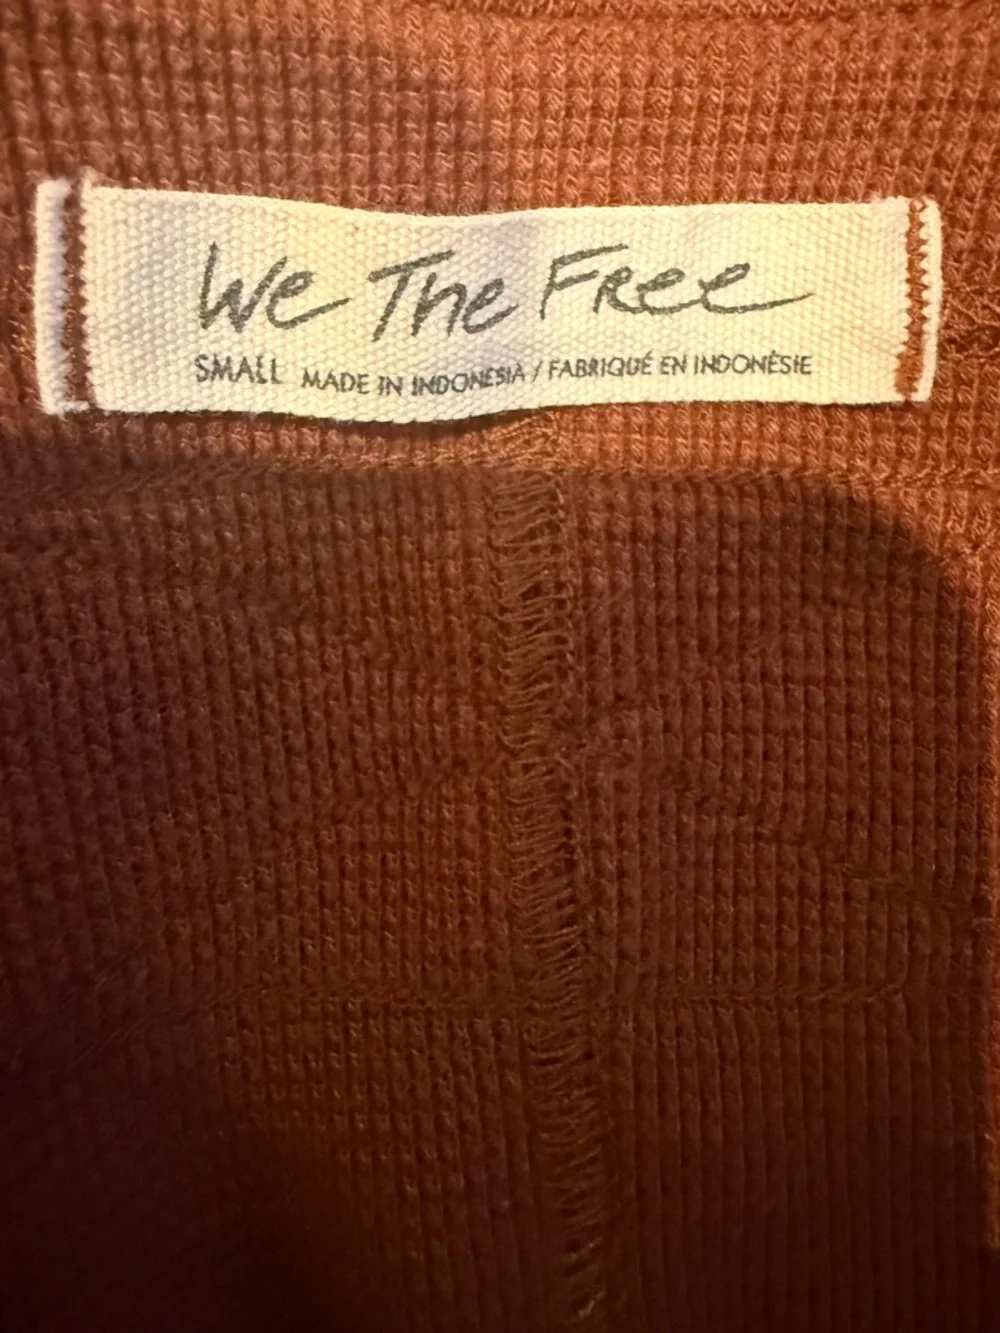 We The Free
SMALL MADE IN INDONESIA / FABRIQUÉ EN INDONÉSIE